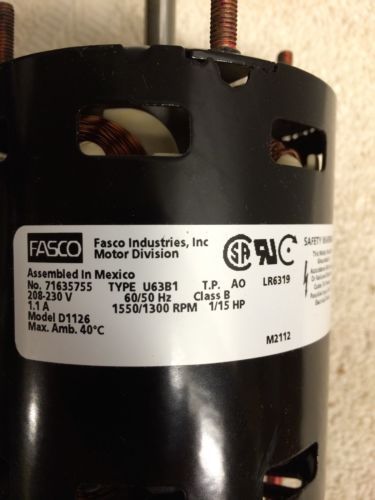 FASCO
Fasco Industries, Inc
Motor Division
Assembled In Mexico
No. 71635755 TYPE U63B1 T.P. AO
208-230 V 60/50 Hz Class B
1.1 A 1550/1300 RPM 1/15 HP
Model D1126
Max. Amb. 40°C
LR6319
M2112
SAFETY